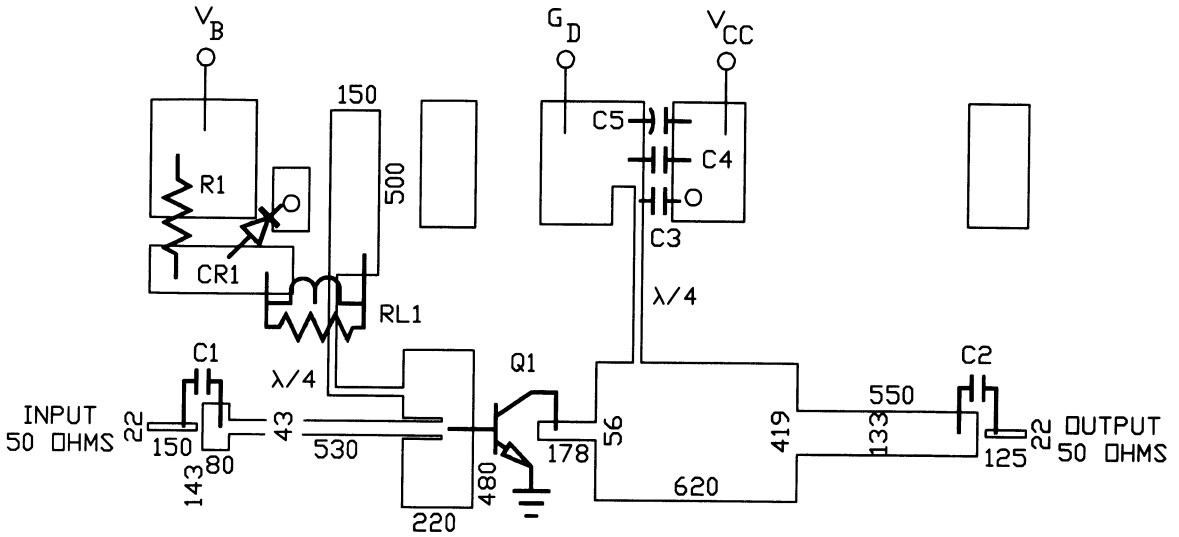 V_B
G_D
V_CC
150
500
C5
C4
C3
R1
CR1
RL1
λ/4
λ/4
C1
Q1
C2
INPUT
50 OHMS
22
150
143
80
43
530
220
480
178
56
620
419
550
133
125
22
OUTPUT
50 OHMS